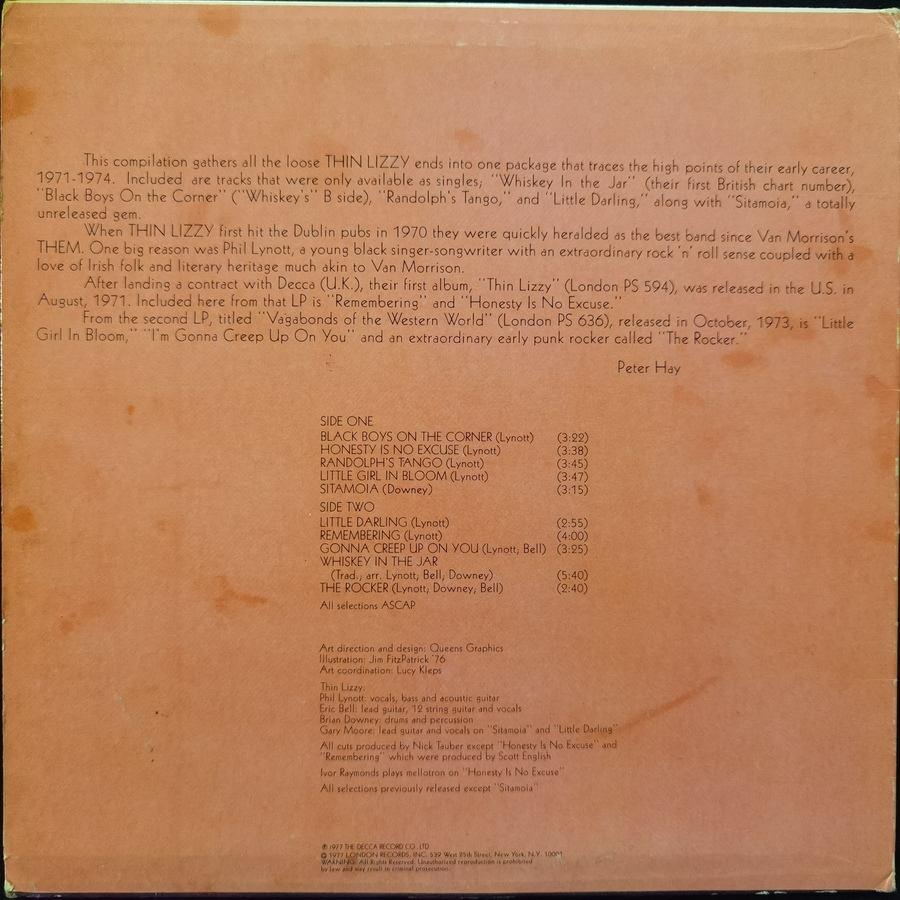 This compilation gathers all the loose THIN LIZZY ends into one package that traces the high points of their early career,
1971-1974. Included are tracks that were only available as singles; "Whiskey In the Jar" (their first British chart number),
"Black Boys On the Corner" ("Whiskey's" B side), "Randolph's Tango," and "Little Darling," along with "Sitamoia," a totally
unreleased gem.
When THIN LIZZY first hit the Dublin pubs in 1970 they were quickly heralded as the best band since Van Morrison's
THEM. One big reason was Phil Lynott, a young black singer-songwriter with an extraordinary rock 'n' roll sense coupled with a
love of Irish folk and literary heritage much akin to Van Morrison.
After landing a contract with Decca (U.K.), their first album, "Thin Lizzy" (London PS 594), was released in the U.S. in
August, 1971. Included here from that LP is "Remembering" and "Honesty Is No Excuse."
From the second LP, titled "Vagabonds of the Western World" (London PS 636), released in October, 1973, is "Little
Girl In Bloom," "I'm Gonna Creep Up On You" and an extraordinary early punk rocker called "The Rocker."
Peter Hay
SIDE ONE
BLACK BOYS ON THE CORNER (Lynott) (3:22)
HONESTY IS NO EXCUSE (Lynott) (3:38)
RANDOLPH'S TANGO (Lynott) (3:45)
LITTLE GIRL IN BLOOM (Lynott) (3:47)
SITAMOIA (Downey) (3:15)
SIDE TWO
LITTLE DARLING (Lynott) (2:55)
REMEMBERING (Lynott) (4:00)
GONNA CREEP UP ON YOU (Lynott; Bell) (3:25)
WHISKEY IN THE JAR
(Trad.; arr. Lynott; Bell; Downey) (5:40)
THE ROCKER (Lynott; Downey; Bell) (2:40)
All selections ASCAP
Art direction and design: Queens Graphics
Illustration: Jim FitzPatrick '76
Art coordination: Lucy Kleps
Thin Lizzy:
Phil Lynott: vocals, bass and acoustic guitar
Eric Bell: lead guitar, 12 string guitar and vocals
Brian Downey: drums and percussion
Gary Moore: lead guitar and vocals on "Sitamoia" and "Little Darling"
All cuts produced by Nick Tauber except "Honesty Is No Excuse" and
"Remembering" which were produced by Scott English
Ivor Raymonds plays mellotron on "Honesty Is No Excuse"
All selections previously released except "Sitamoia"
℗ 1977 THE DECCA RECORD CO. LTD
© 1977 LONDON RECORDS, INC. 539 West 25th Street, New York, N.Y. 10001
WARNING: All Rights Reserved. Unauthorized reproduction is prohibited
by law and may result in criminal prosecution.